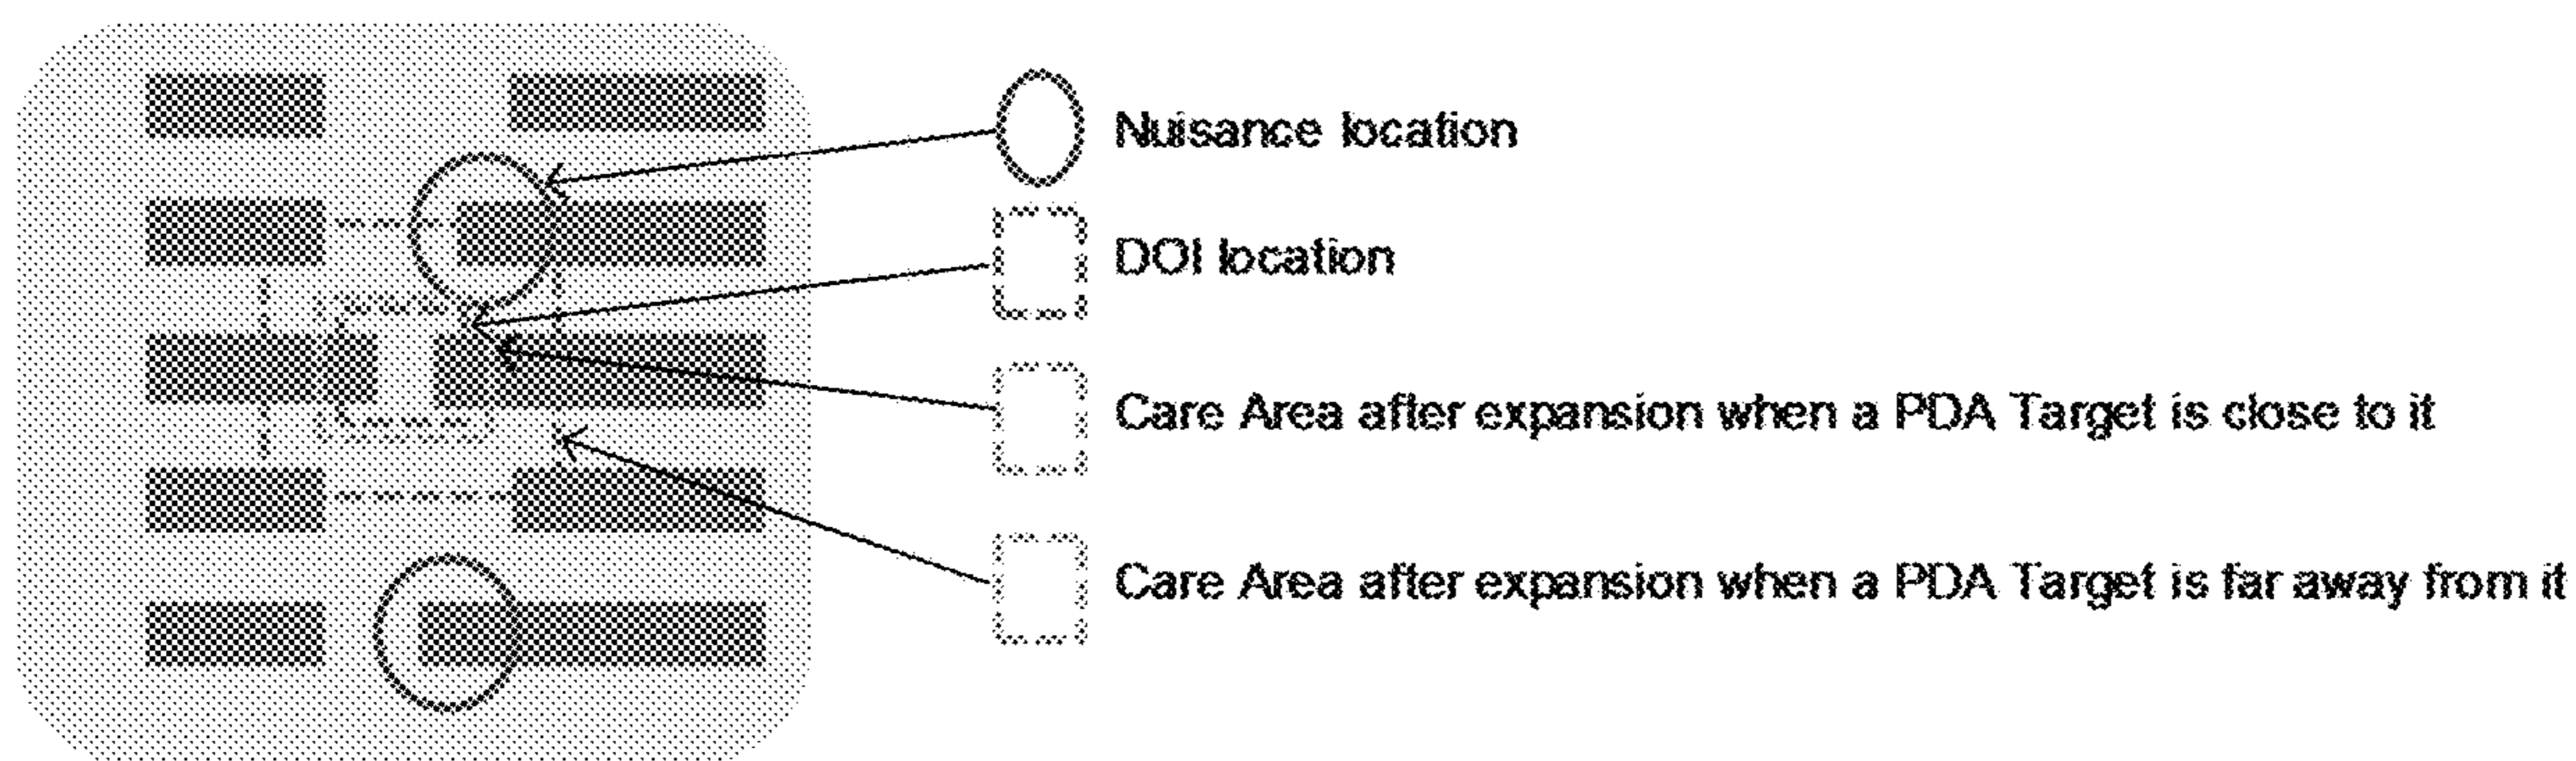 Nuisance location
DOI location
Care Area after expansion when a PDA Target is close to it
Care Area after expansion when a PDA Target is far away from it